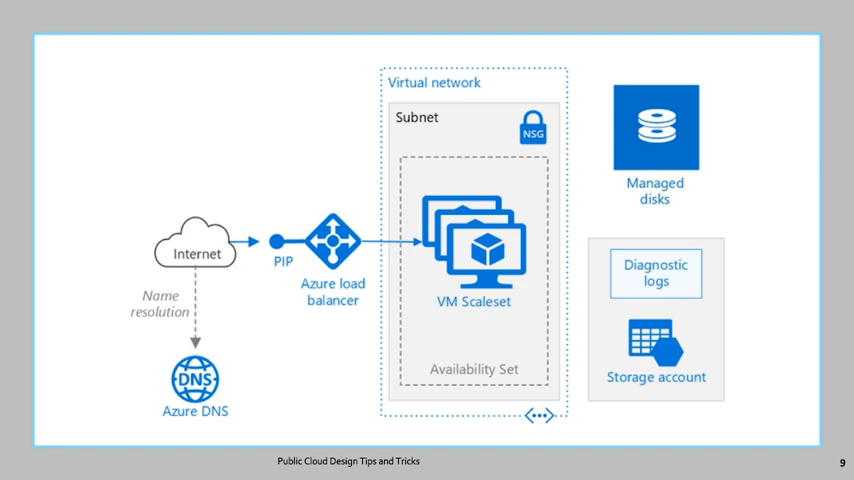 Virtual network
Subnet
NSG
Managed
disks
Internet
PIP
Azure load
balancer
VM Scaleset
Diagnostic
logs
Name
resolution
Availability Set
Storage account
DNS
Azure DNS
Public Cloud Design Tips and Tricks
9